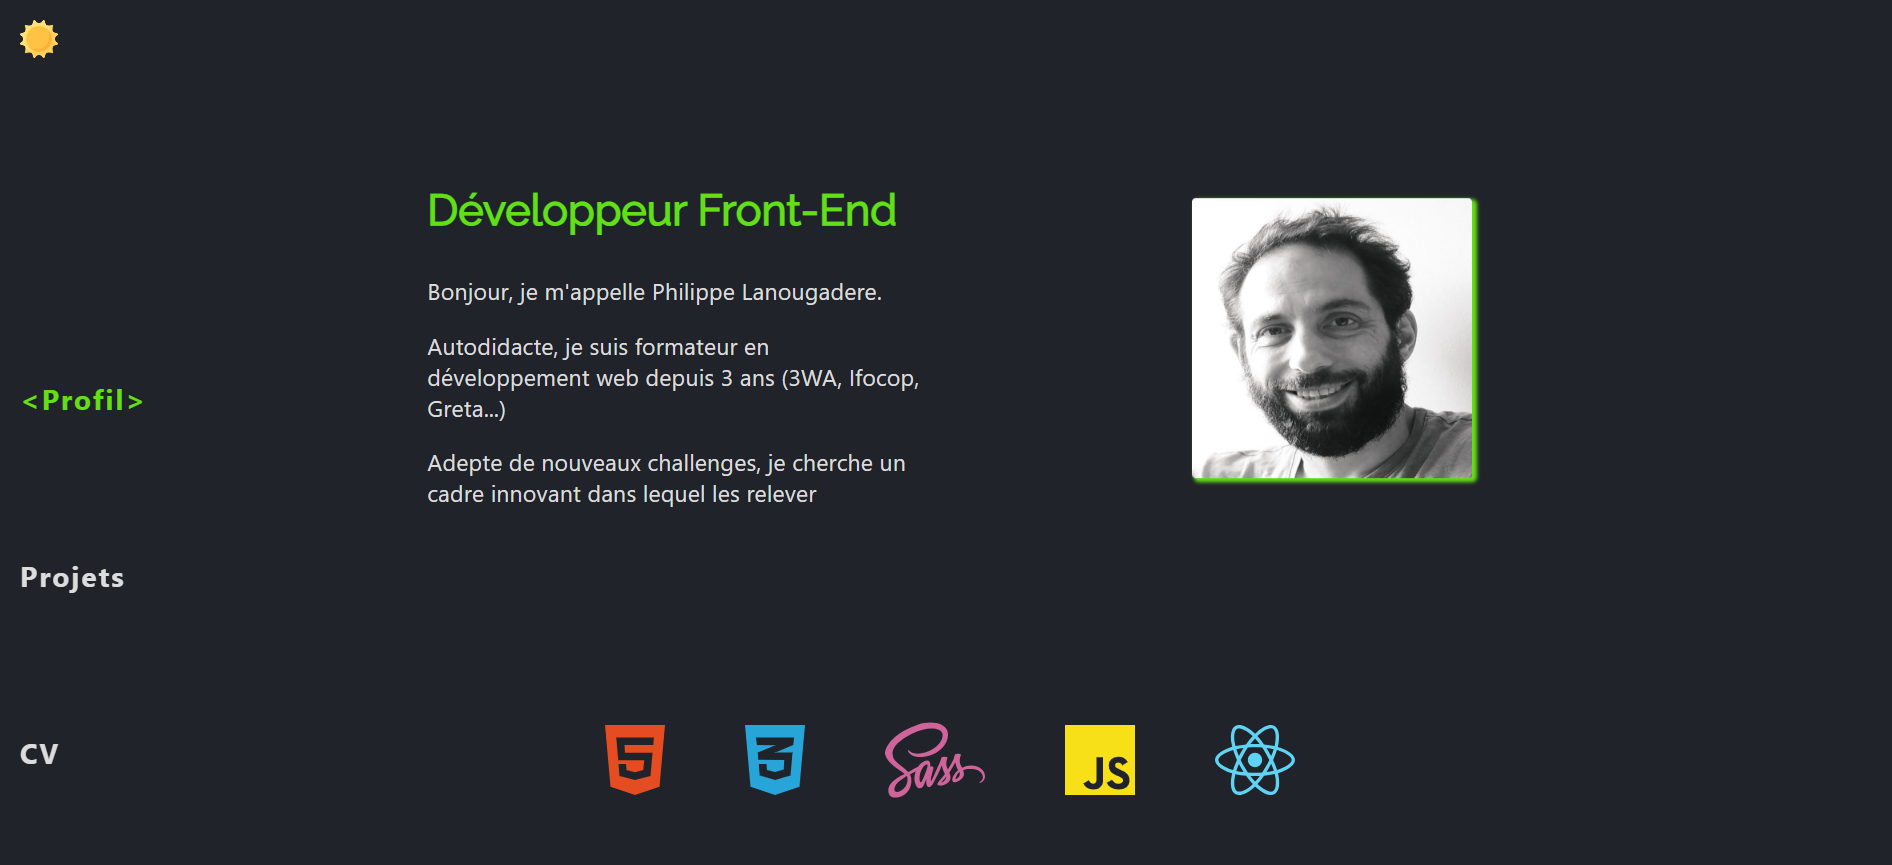 Développeur Front-End
Bonjour, je m'appelle Philippe Lanougadere.
Autodidacte, je suis formateur en
développement web depuis 3 ans (3WA, Ifocop,
Greta...)
Adepte de nouveaux challenges, je cherche un
cadre innovant dans lequel les relever
<Profil>
Projets
CV
5
3
Sass
JS